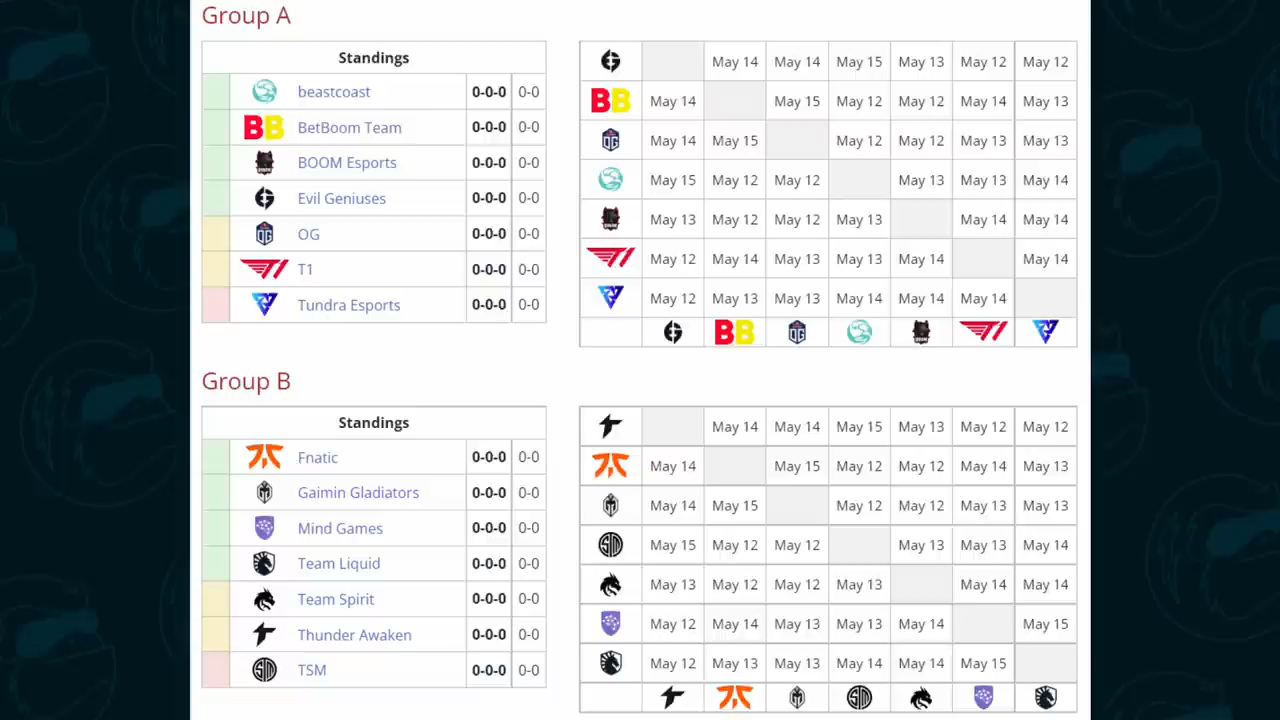 Group A
Standings
beastcoast 0-0-0 0-0
BetBoom Team 0-0-0 0-0
BOOM Esports 0-0-0 0-0
Evil Geniuses 0-0-0 0-0
OG 0-0-0 0-0
T1 0-0-0 0-0
Tundra Esports 0-0-0 0-0
May 14 May 14 May 15 May 13 May 12 May 12
BB May 14 May 15 May 12 May 12 May 14 May 13
OG May 14 May 15 May 12 May 12 May 13 May 13
May 15 May 12 May 12 May 13 May 13 May 14
May 13 May 12 May 12 May 13 May 14 May 14
T1 May 12 May 14 May 13 May 13 May 14 May 14
May 12 May 13 May 13 May 14 May 14 May 14
BB OG T1
Group B
Standings
Fnatic 0-0-0 0-0
Gaimin Gladiators 0-0-0 0-0
Mind Games 0-0-0 0-0
Team Liquid 0-0-0 0-0
Team Spirit 0-0-0 0-0
Thunder Awaken 0-0-0 0-0
TSM 0-0-0 0-0
May 14 May 14 May 15 May 13 May 12 May 12
May 14 May 15 May 12 May 12 May 14 May 13
May 14 May 15 May 12 May 12 May 13 May 13
TSM May 15 May 12 May 12 May 13 May 13 May 14
May 13 May 12 May 12 May 13 May 14 May 14
May 12 May 14 May 13 May 13 May 14 May 15
May 12 May 13 May 13 May 14 May 14 May 15
TSM